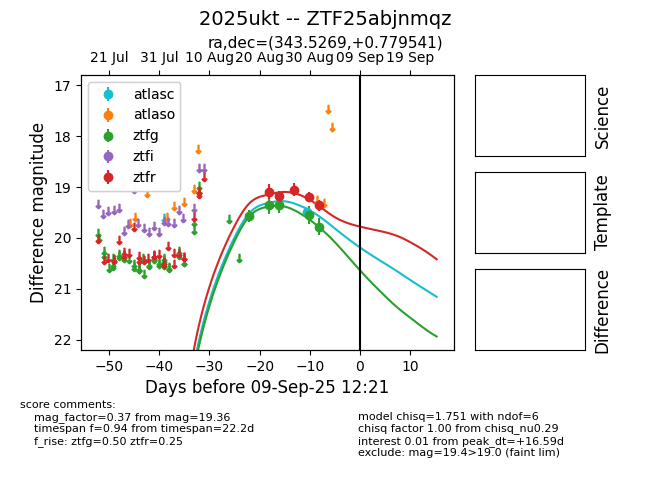 2025ukt -- ZTF25abjnmqz
ra,dec=(343.5269,+0.779541)
21 Jul 31 Jul 10 Aug 20 Aug 30 Aug 09 Sep 19 Sep
17
18
19
20
21
22
Difference magnitude
atlasc
atlaso
ztfg
ztfi
ztfr
−50 −40 −30 −20 −10 0 10
Days before 09-Sep-25 12:21
Science
Template
Difference
score comments:
mag_factor=0.37 from mag=19.36
timespan f=0.94 from timespan=22.2d
f_rise: ztfg=0.50 ztfr=0.25
model chisq=1.751 with ndof=6
chisq factor 1.00 from chisq_nu0.29
interest 0.01 from peak_dt=+16.59d
exclude: mag=19.4>19.0 (faint lim)